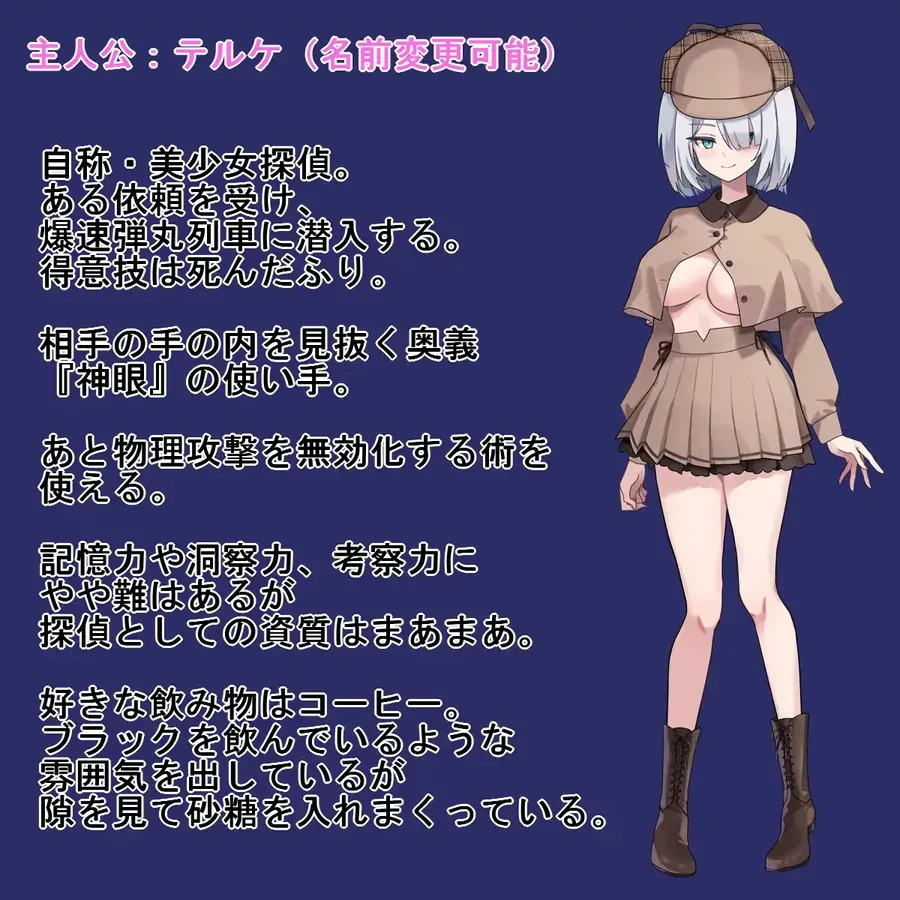 主人公：テルケ（名前変更可能）
自称・美少女探偵。
ある依頼を受け、
爆速弾丸列車に潜入する。
得意技は死んだふり。
相手の手の内を見抜く奥義
『神眼』の使い手。
あと物理攻撃を無効化する術を
使える。
記憶力や洞察力、考察力に
やや難はあるが
探偵としての資質はまあまあ。
好きな飲み物はコーヒー。
ブラックを飲んでいるような
雰囲気を出しているが
隙を見て砂糖を入れまくっている。